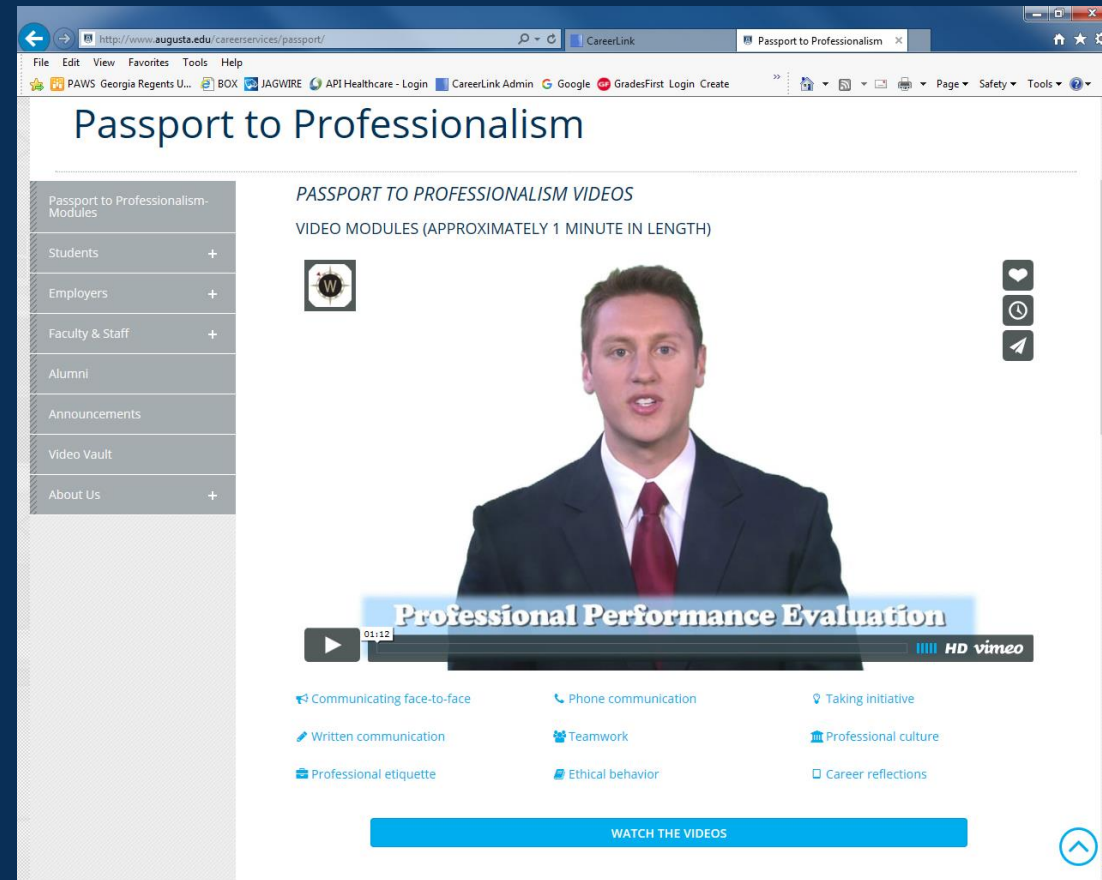 http://www.augusta.edu/careerservices/passport/
CareerLink
Passport to Professionalism
File Edit View Favorites Tools Help
PAWS Georgia Regents U... BOX JAGWIRE API Healthcare - Login CareerLink Admin Google GradesFirst Login Create
Page Safety Tools
Passport to Professionalism
Passport to Professionalism-
Modules
Students +
Employers +
Faculty & Staff +
Alumni
Announcements
Video Vault
About Us +
PASSPORT TO PROFESSIONALISM VIDEOS
VIDEO MODULES (APPROXIMATELY 1 MINUTE IN LENGTH)
W
Professional Performance Evaluation
01:12
HD vimeo
Communicating face-to-face
Phone communication
Taking initiative
Written communication
Teamwork
Professional culture
Professional etiquette
Ethical behavior
Career reflections
WATCH THE VIDEOS